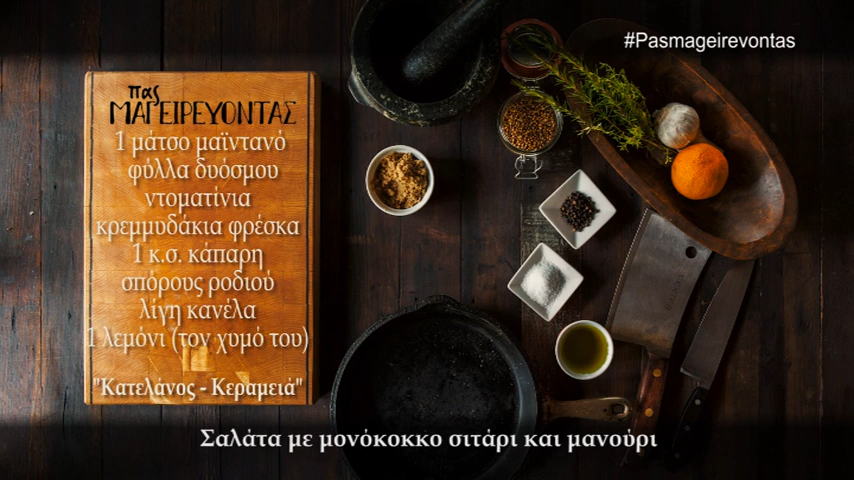 #Pasmageirevontas
πας
ΜΑΓΕΙΡΕΥΟΝΤΑΣ
1 μάτσο μαϊντανό
φύλλα δυόσμου
ντοματίνια
κρεμμυδάκια φρέσκα
1 κ.σ. κάπαρη
σπόρους ροδιού
λίγη κανέλα
1 λεμόνι (τον χυμό του)
"Κατελάνος - Κεραμειά"
Σαλάτα με μονόκοκκο σιτάρι και μανούρι